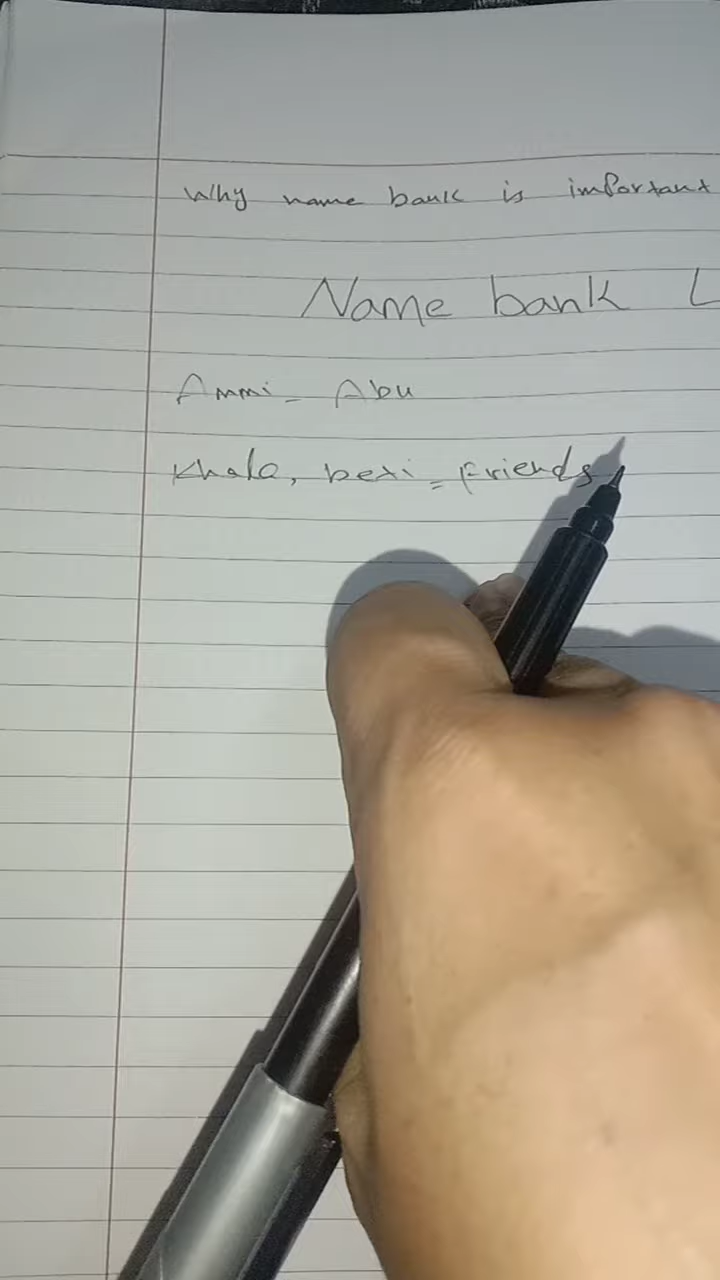 Why name bank is important
Name bank L
Ammi - Abu
Khala, beti = friends